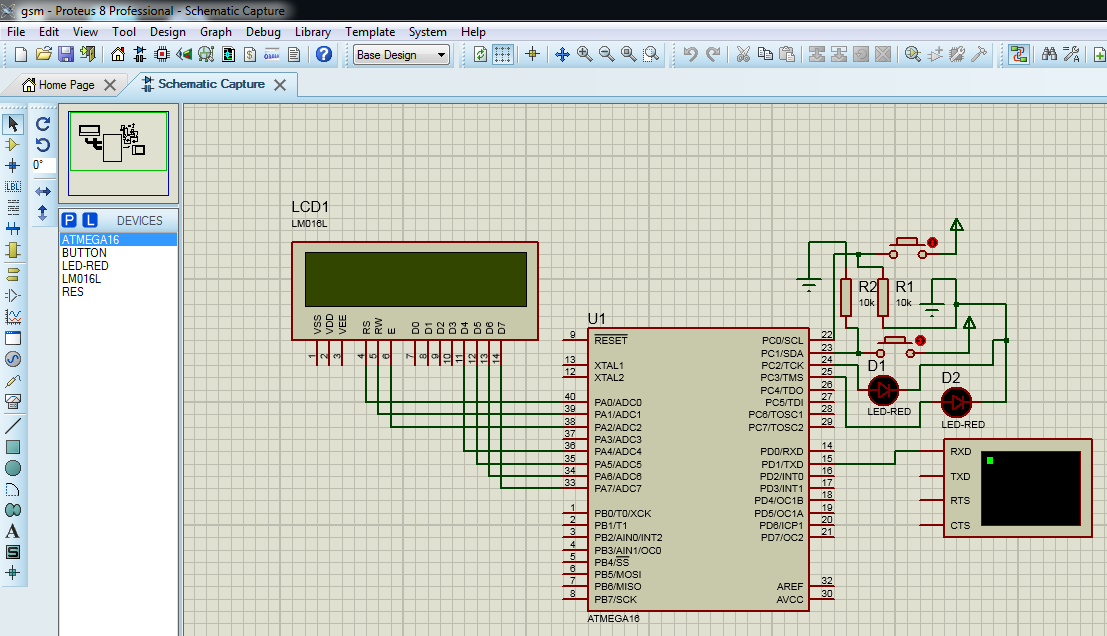 gsm - Proteus 8 Professional - Schematic Capture
File Edit View Tool Design Graph Debug Library Template System Help
Base Design
Home Page
Schematic Capture
0°
LBL
P L DEVICES
ATMEGA16
BUTTON
LED-RED
LM016L
RES
A
S
LCD1
LM016L
VSS VDD VEE RS RW E D0 D1 D2 D3 D4 D5 D6 D7
1 2 3 4 5 6 7 8 9 10 11 12 13 14
U1
9 RESET
13 XTAL1
12 XTAL2
40 PA0/ADC0
39 PA1/ADC1
38 PA2/ADC2
37 PA3/ADC3
36 PA4/ADC4
35 PA5/ADC5
34 PA6/ADC6
33 PA7/ADC7
1 PB0/T0/XCK
2 PB1/T1
3 PB2/AIN0/INT2
4 PB3/AIN1/OC0
5 PB4/SS
6 PB5/MOSI
7 PB6/MISO
8 PB7/SCK
PC0/SCL 22
PC1/SDA 23
PC2/TCK 24
PC3/TMS 25
PC4/TDO 26
PC5/TDI 27
PC6/TOSC1 28
PC7/TOSC2 29
PD0/RXD 14
PD1/TXD 15
PD2/INT0 16
PD3/INT1 17
PD4/OC1B 18
PD5/OC1A 19
PD6/ICP1 20
PD7/OC2 21
AREF 32
AVCC 30
ATMEGA16
R2
10k
R1
10k
D1
LED-RED
D2
LED-RED
RXD
TXD
RTS
CTS